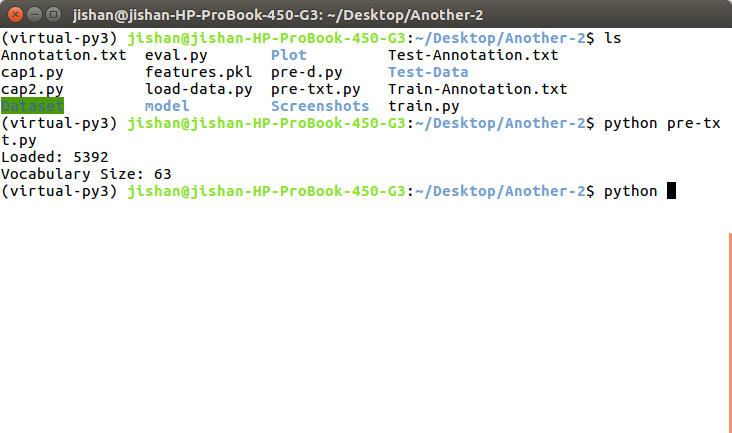 jishan@jishan-HP-ProBook-450-G3: ~/Desktop/Another-2
(virtual-py3) jishan@jishan-HP-ProBook-450-G3:~/Desktop/Another-2$ ls
Annotation.txt  eval.py       Plot         Test-Annotation.txt
cap1.py         features.pkl  pre-d.py     Test-Data
cap2.py         load-data.py  pre-txt.py   Train-Annotation.txt
Dataset         model         Screenshots  train.py
(virtual-py3) jishan@jishan-HP-ProBook-450-G3:~/Desktop/Another-2$ python pre-tx
t.py
Loaded: 5392
Vocabulary Size: 63
(virtual-py3) jishan@jishan-HP-ProBook-450-G3:~/Desktop/Another-2$ python